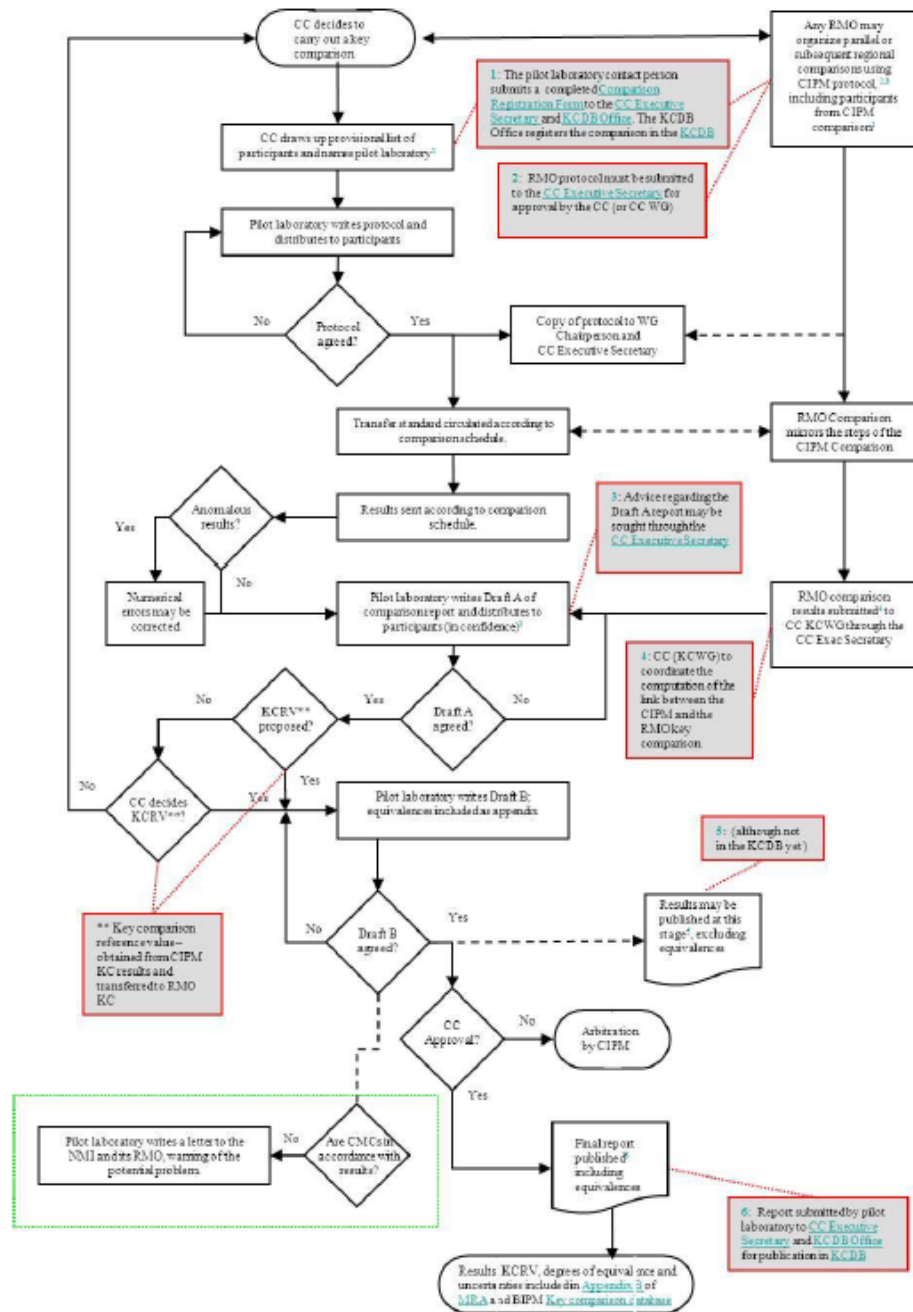 CC decides to
carry out a key
comparison
Any RMO may
organize parallel or
subsequent regional
comparisons using
CIPM protocol,
including participants
from CIPM
comparison
1: The pilot laboratory contact person
submits a completed Comparison
Registration Form to the CC Executive
Secretary and KCDB Office. The KCDB
Office registers the comparison in the KCDB
CC draws up provisional list of
participants and names pilot laboratory
2: RMO protocol must be submitted
to the CC Executive Secretary for
approval by the CC (or CC WG)
Pilot laboratory writes protocol and
distributes to participants
No
Protocol
agreed?
Yes
Copy of protocol to WG
Chairperson and
CC Executive Secretary
Transfer standard circulated according to
comparison schedule.
RMO Comparison
mirrors the steps of the
CIPM Comparison
Anomalous
results?
Yes
No
Results sent according to comparison
schedule.
3: Advice regarding the
Draft A report may be
sought through the
CC Executive Secretary
Numerical
errors may be
corrected
Pilot laboratory writes Draft A of
comparison report and distributes to
participants (in confidence)
RMO comparison
results submitted to
CC KCWG through the
CC Exec Secretary
4: CC (KCWG) to
coordinate the
computation of the
link between the
CIPM and the
RMO key
comparison
No
KCRV**
proposed?
Yes
Draft A
agreed?
No
Yes
No
CC decides
KCRV**?
Yes
Pilot laboratory writes Draft B;
equivalences included as appendix
5: (although not
in the KCDB yet)
** Key comparison
reference value –
obtained from CIPM
KC results and
transferred to RMO
KC
No
Draft B
agreed?
Yes
Results may be
published at this
stage, excluding
equivalences
CC
Approval?
No
Arbitration
by CIPM
Yes
Pilot laboratory writes a letter to the
NMI and its RMO, warning of the
potential problem.
No
Are CMCs in
accordance with
results?
Final report
published
including
equivalences
6: Report submitted by pilot
laboratory to CC Executive
Secretary and KCDB Office
for publication in KCDB
Results: KCRV, degrees of equivalence and
uncertainties included in Appendix B of
MRA and BIPM Key comparison database